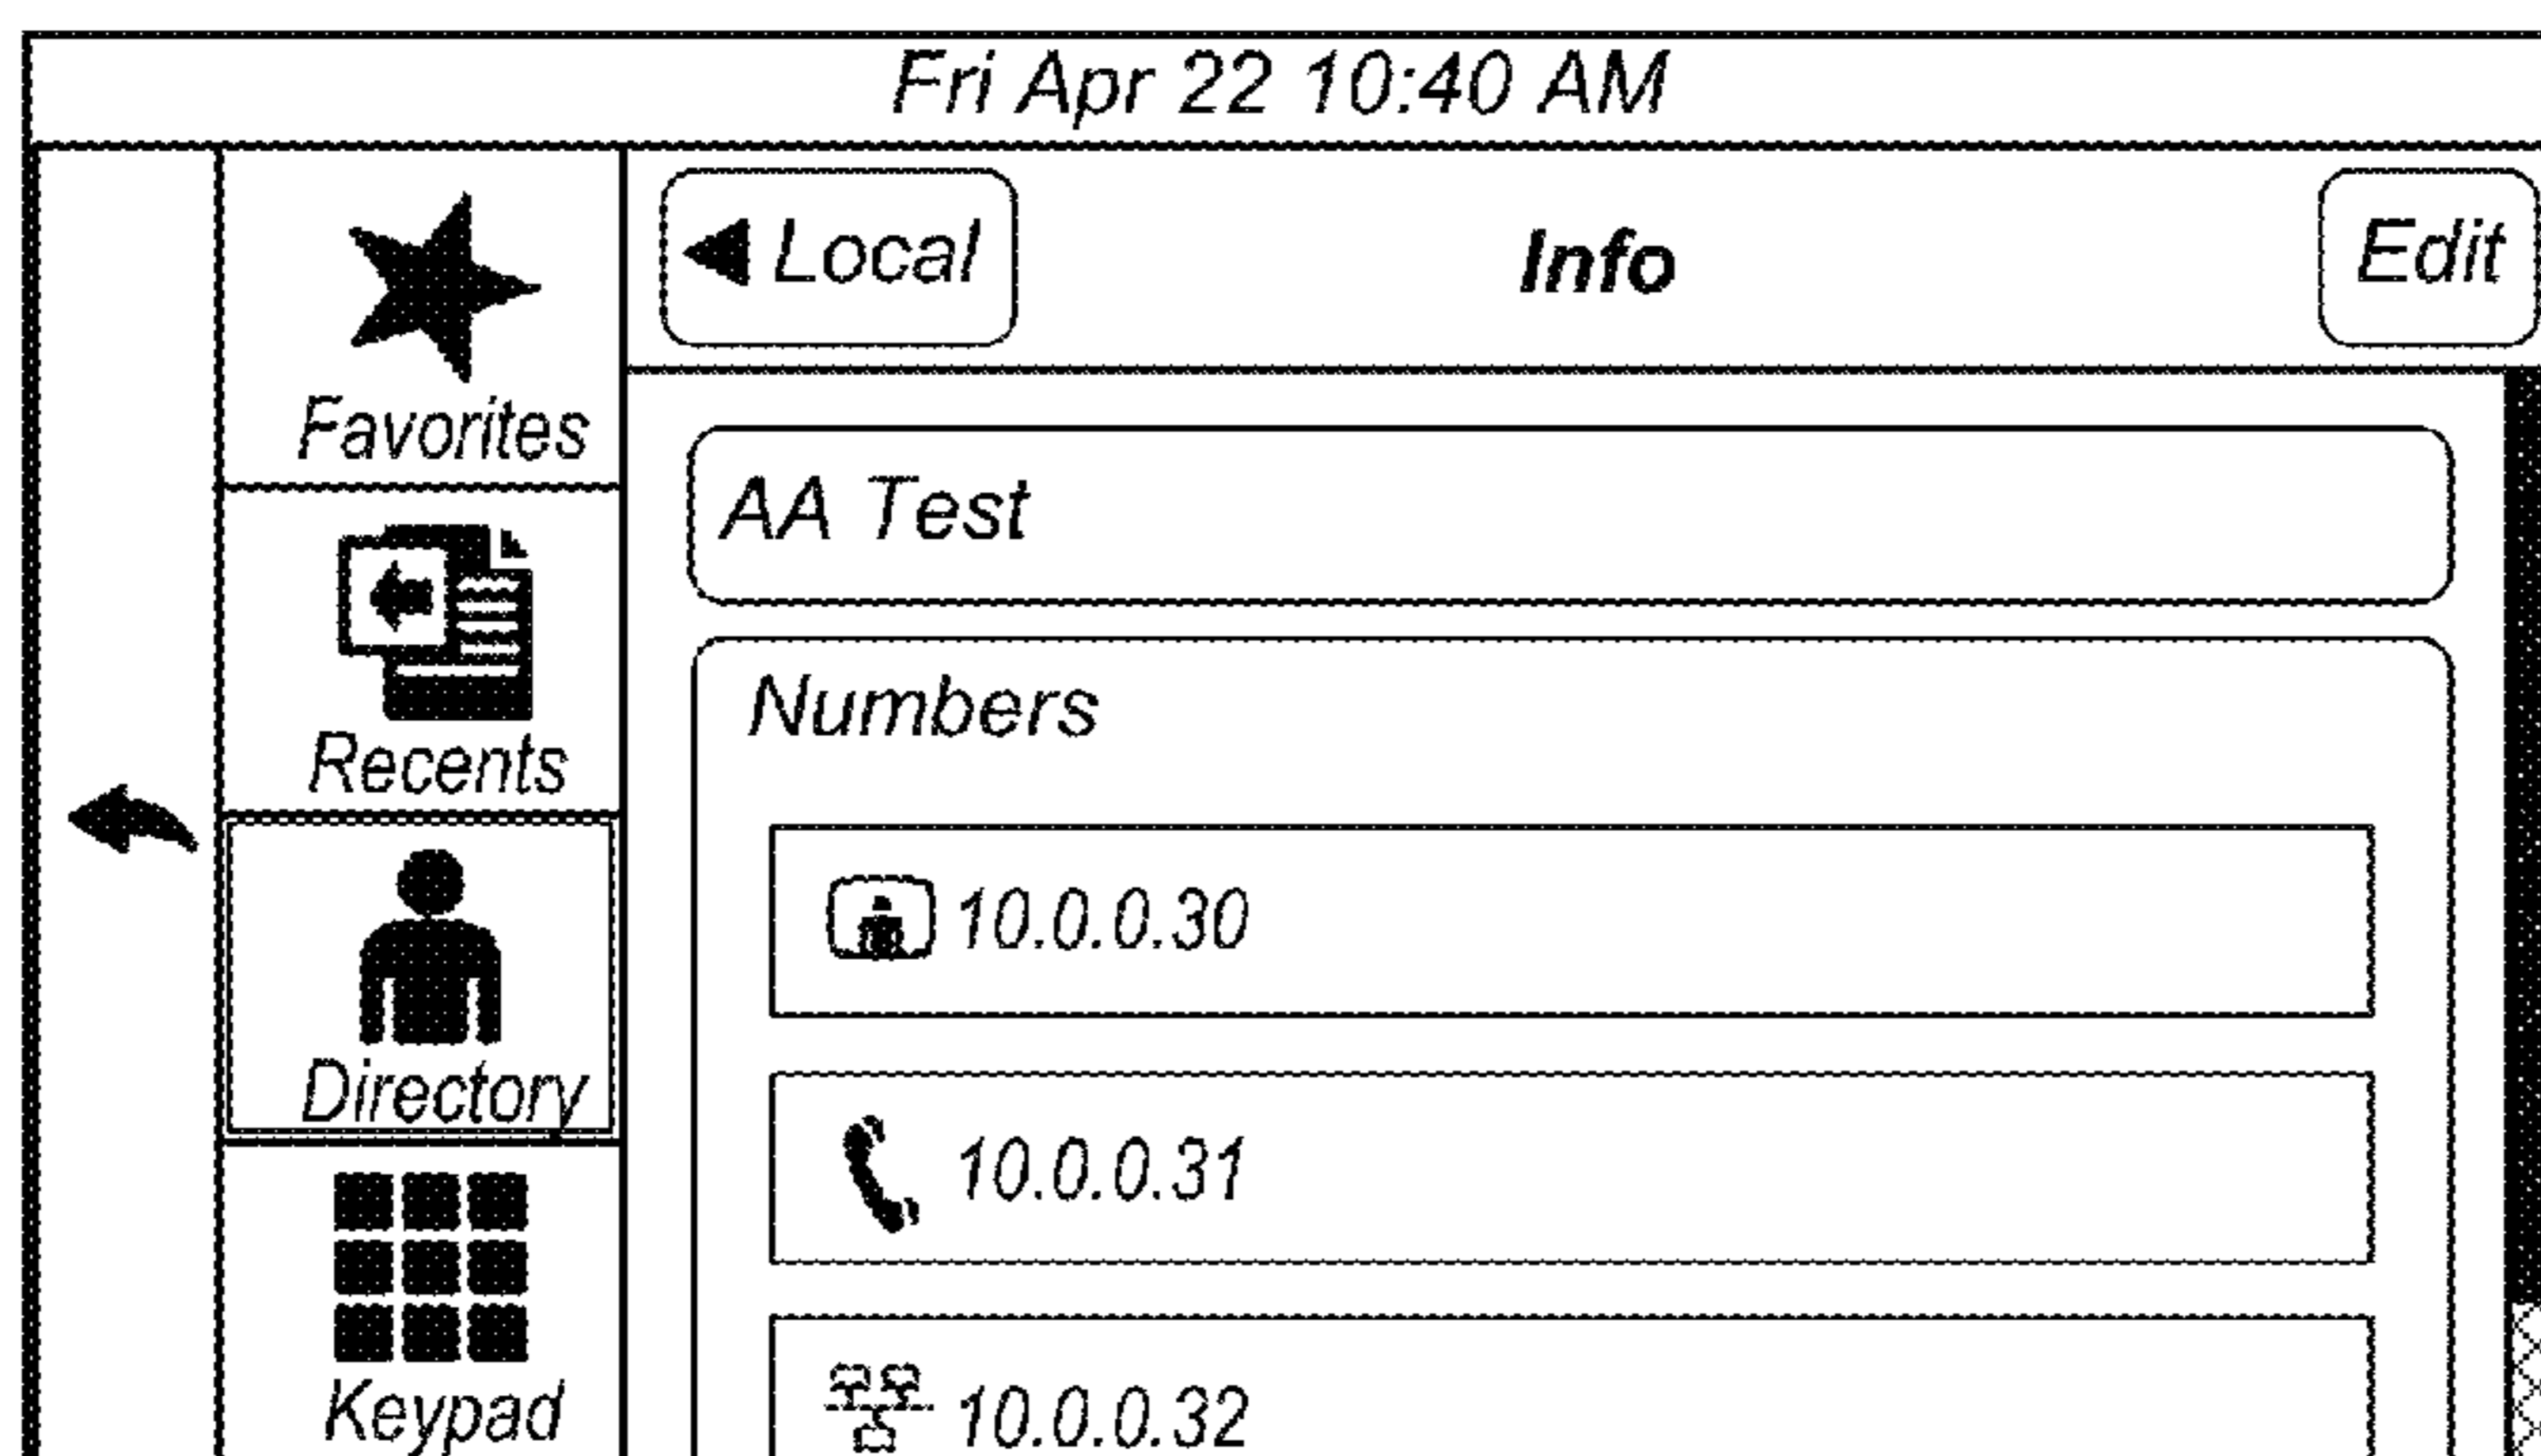 Fri Apr 22 10:40 AM
Local
Info
Edit
Favorites
Recents
Directory
Keypad
AA Test
Numbers
10.0.0.30
10.0.0.31
10.0.0.32